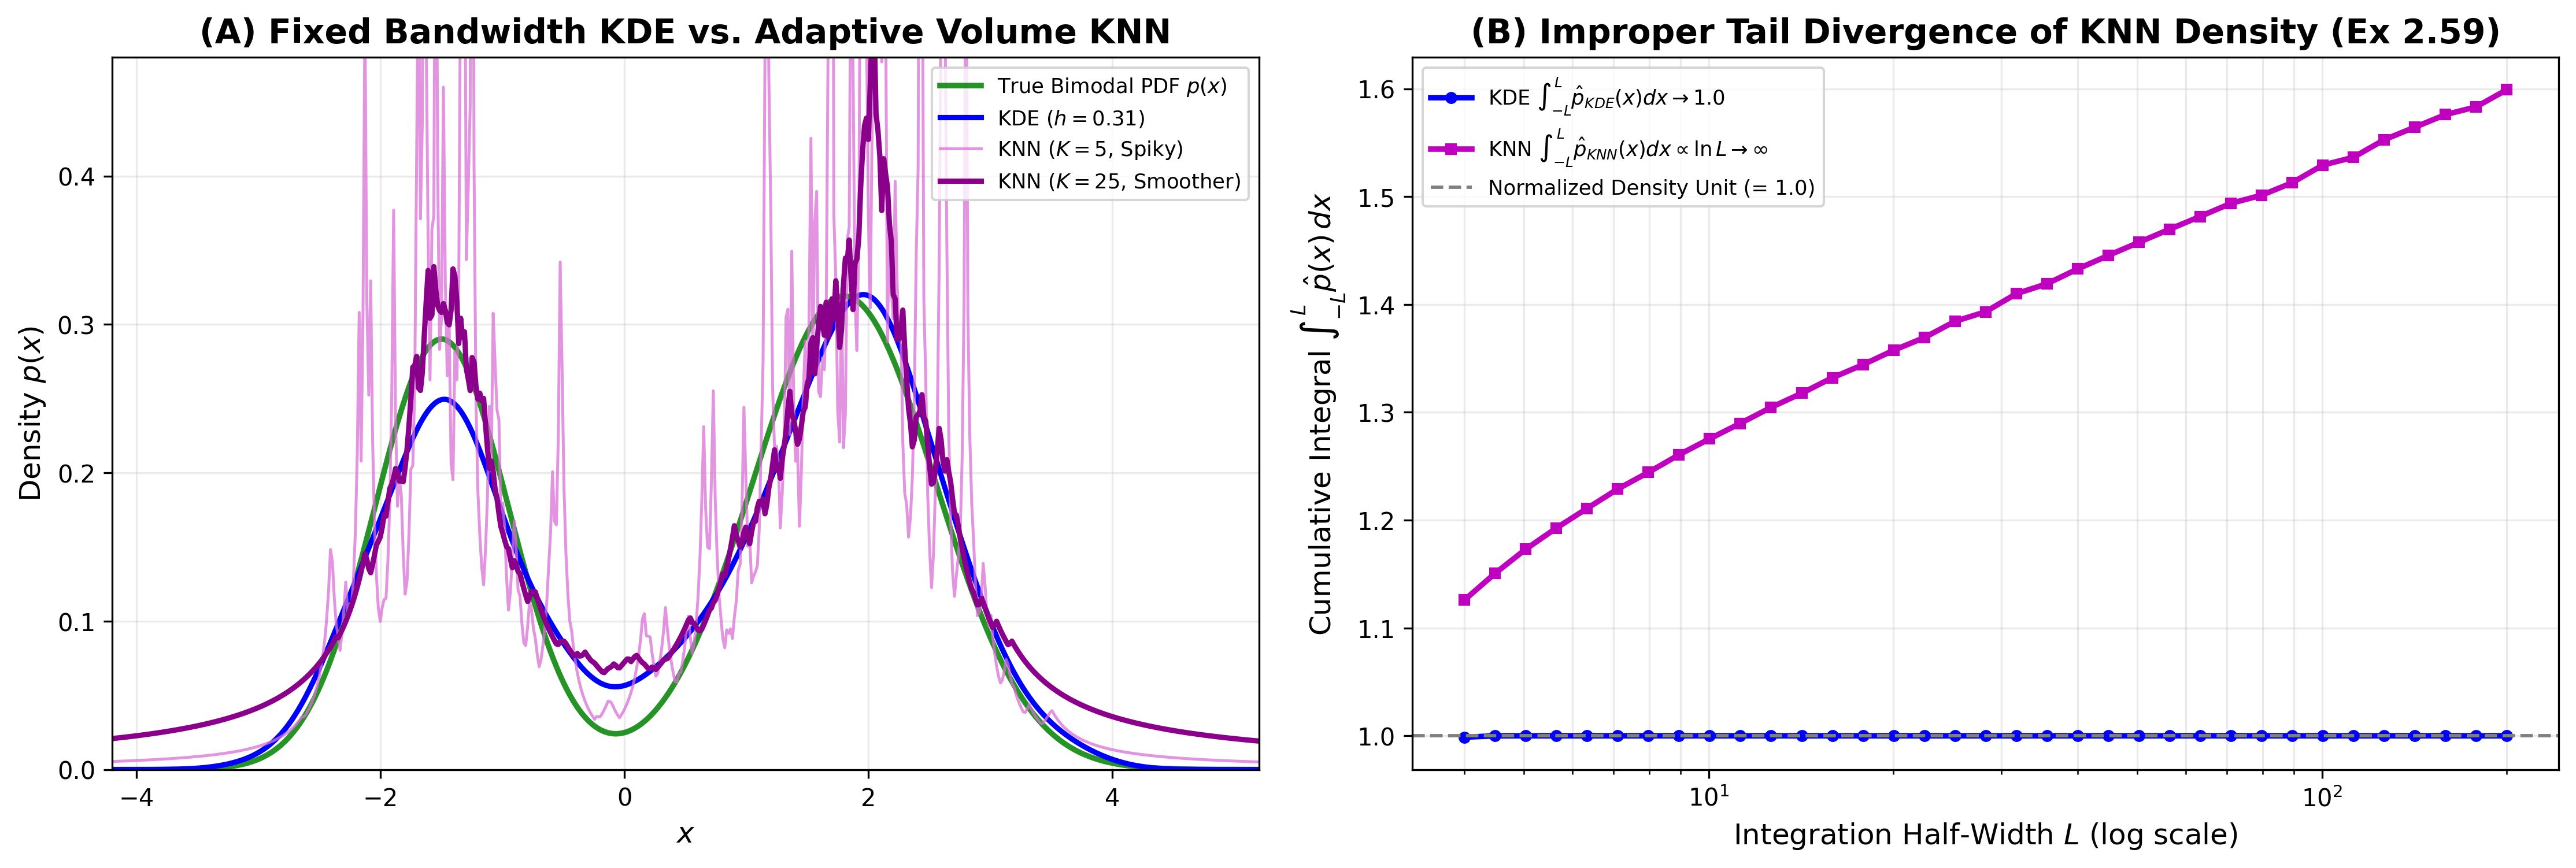 (A) Fixed Bandwidth KDE vs. Adaptive Volume KNN
True Bimodal PDF p(x)
KDE (h = 0.31)
KNN (K = 5, Spiky)
KNN (K = 25, Smoother)
Density p(x)
0.4
0.3
0.2
0.1
0.0
−4 −2 0 2 4
x
(B) Improper Tail Divergence of KNN Density (Ex 2.59)
KDE ∫_{-L}^{L} p̂_{KDE}(x)dx → 1.0
KNN ∫_{-L}^{L} p̂_{KNN}(x)dx ∝ ln L → ∞
Normalized Density Unit (= 1.0)
Cumulative Integral ∫_{-L}^{L} p̂(x) dx
1.6
1.5
1.4
1.3
1.2
1.1
1.0
10¹ 10²
Integration Half-Width L (log scale)